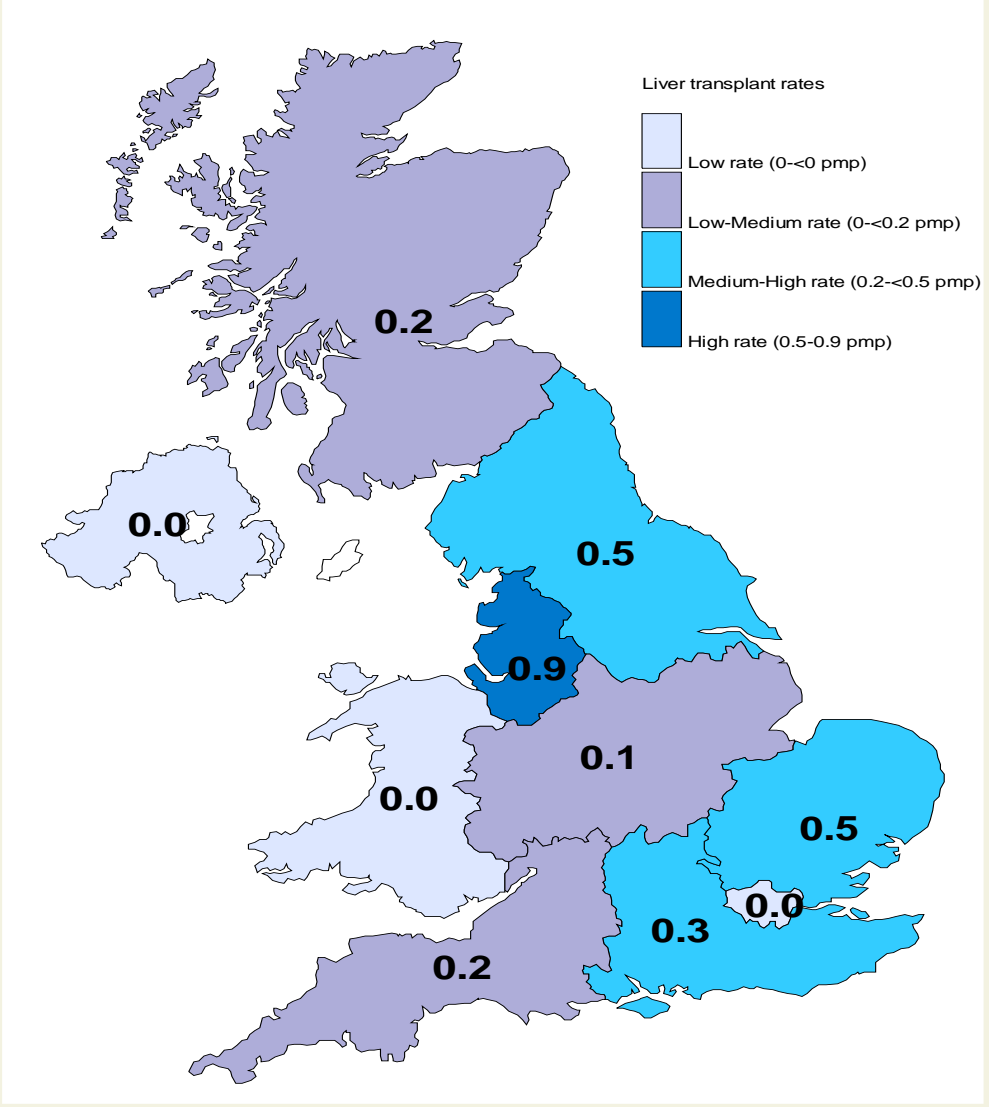 Liver transplant rates
Low rate (0-<0 pmp)
Low-Medium rate (0-<0.2 pmp)
Medium-High rate (0.2-<0.5 pmp)
High rate (0.5-0.9 pmp)
0.2
0.0
0.5
0.9
0.1
0.0
0.5
0.0
0.3
0.2